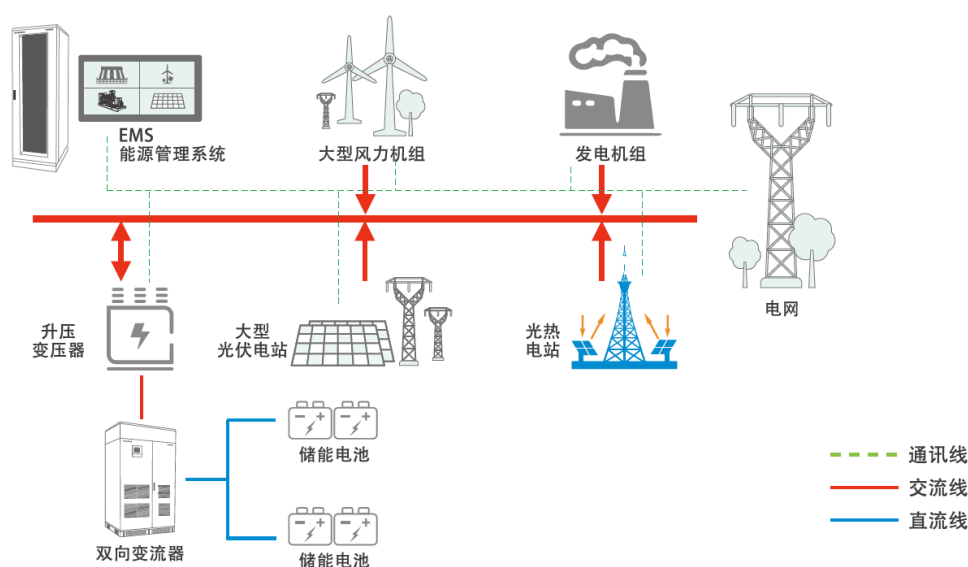 EMS
能源管理系统
大型风力机组
发电机组
电网
升压
变压器
大型
光伏电站
光热
电站
储能电池
双向变流器
储能电池
通讯线
交流线
直流线